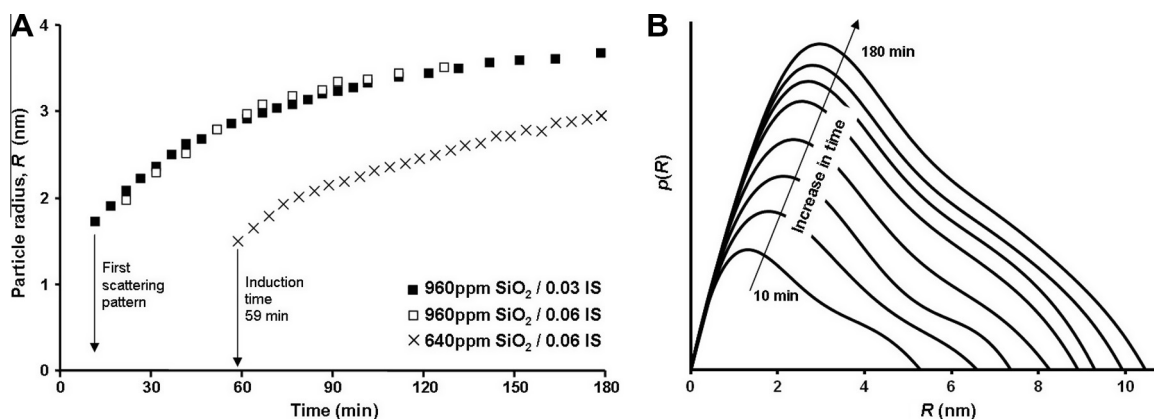 A
Particle radius, R (nm)
4
3
2
1
0
0 30 60 90 120 150 180
Time (min)
First
scattering
pattern
Induction
time
59 min
960ppm SiO₂ / 0.03 IS
960ppm SiO₂ / 0.06 IS
640ppm SiO₂ / 0.06 IS
B
p(R)
180 min
Increase in time
10 min
0 2 4 6 8 10
R (nm)